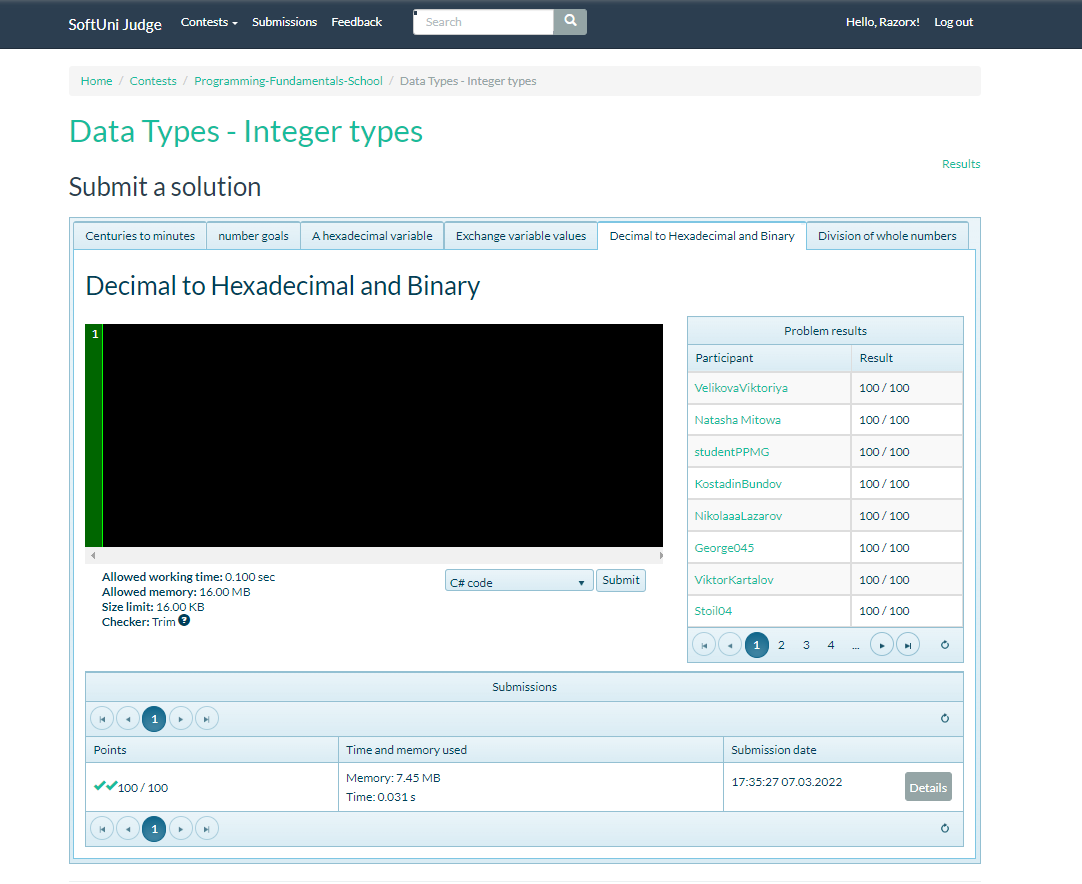 SoftUni Judge Contests Submissions Feedback Search Hello, Razorx! Log out
Home / Contests / Programming-Fundamentals-School / Data Types - Integer types
Data Types - Integer types
Results
Submit a solution
Centuries to minutes number goals A hexadecimal variable Exchange variable values Decimal to Hexadecimal and Binary Division of whole numbers
Decimal to Hexadecimal and Binary
1
Allowed working time: 0.100 sec
Allowed memory: 16.00 MB
Size limit: 16.00 KB
Checker: Trim ?
C# code Submit
Problem results
Participant Result
VelikovaViktoriya 100 / 100
Natasha Mitowa 100 / 100
studentPPMG 100 / 100
KostadinBundov 100 / 100
NikolaaaLazarov 100 / 100
George045 100 / 100
ViktorKartalov 100 / 100
Stoil04 100 / 100
1 2 3 4 ...
Submissions
1
Points Time and memory used Submission date
100 / 100 Memory: 7.45 MB 17:35:27 07.03.2022 Details
Time: 0.031 s
1